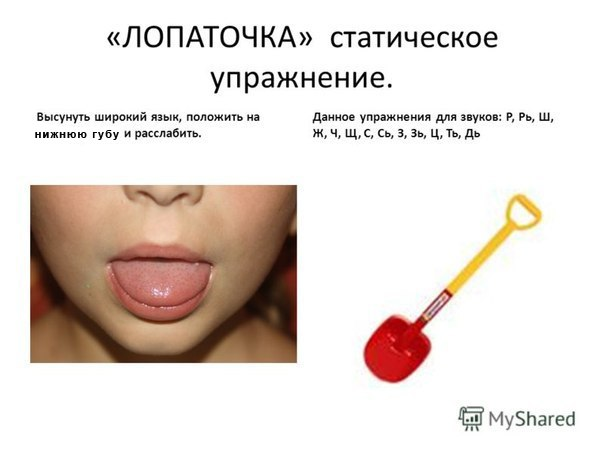 «ЛОПАТОЧКА» статическое
упражнение.
Высунуть широкий язык, положить на
нижнюю губу и расслабить.
Данное упражнения для звуков: Р, Рь, Ш,
Ж, Ч, Щ, С, Сь, З, Зь, Ц, Ть, Дь
MyShared